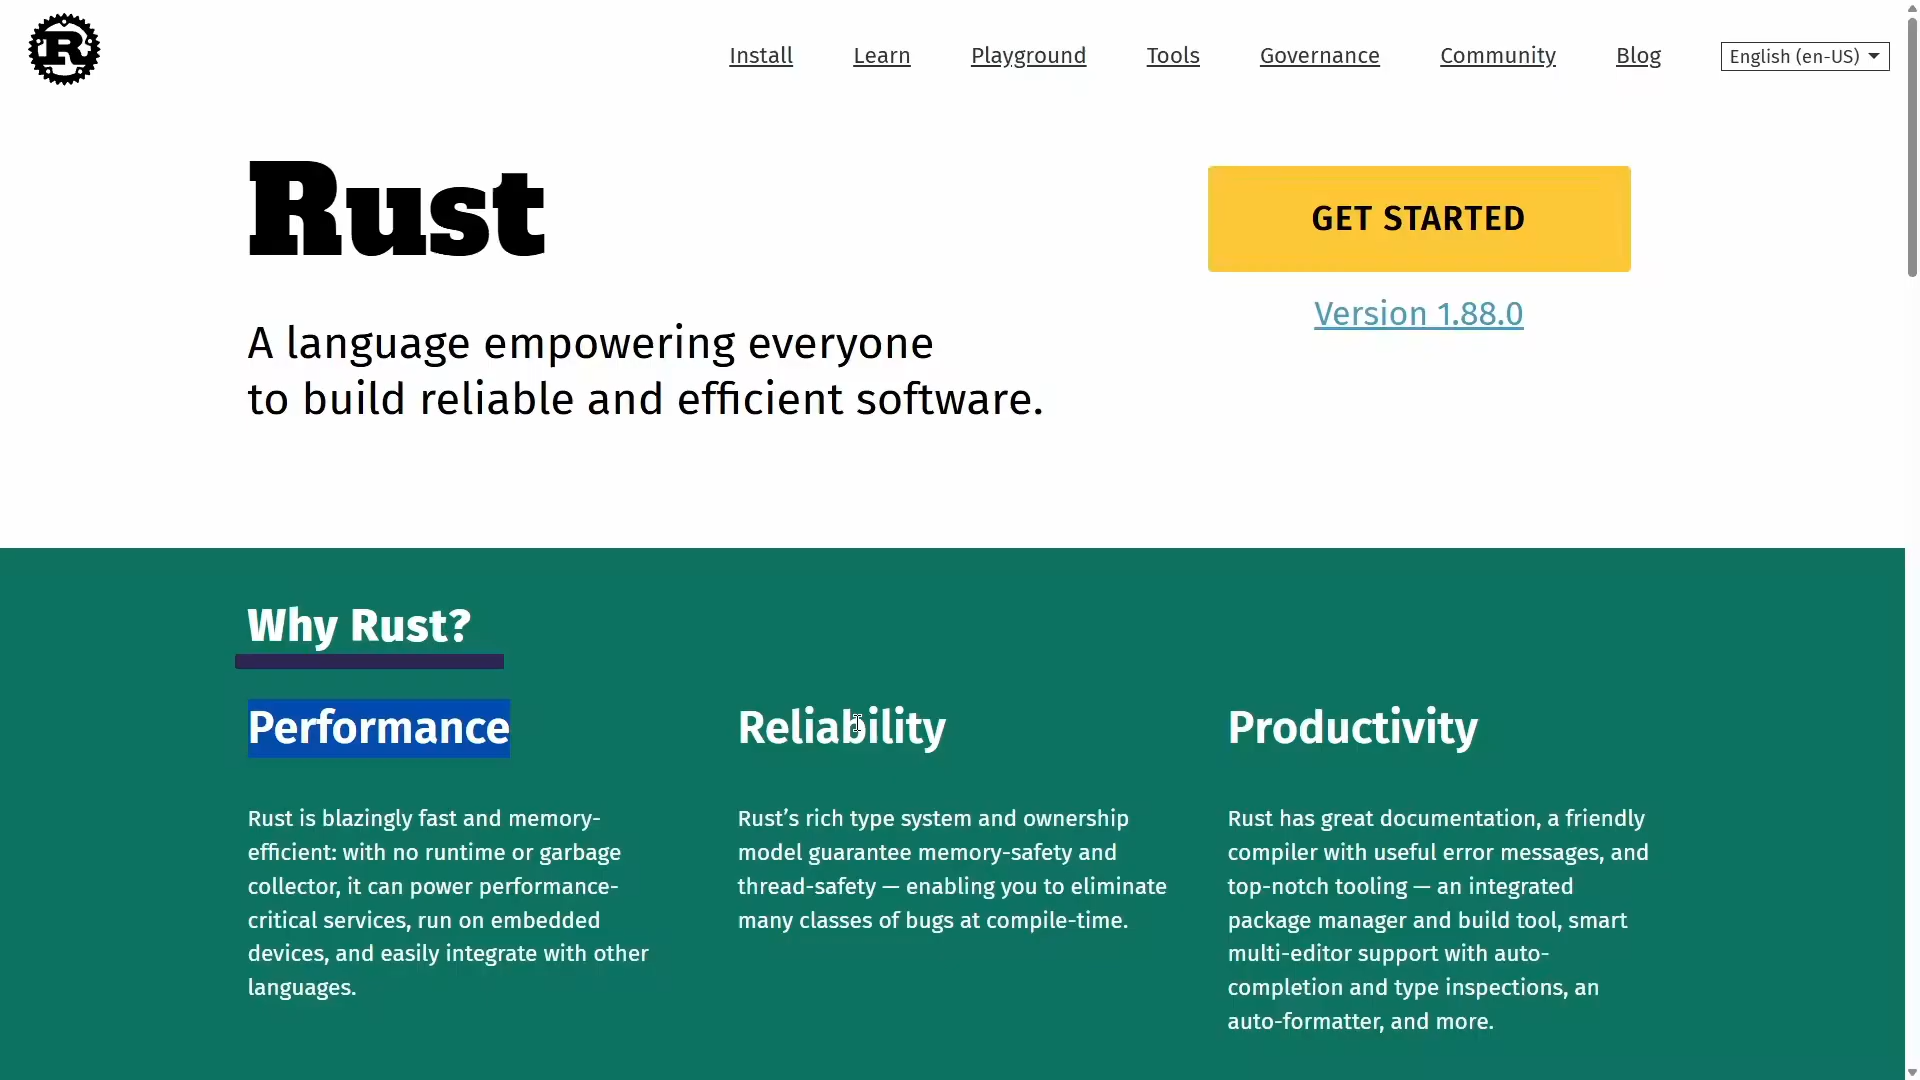 R
Install Learn Playground Tools Governance Community Blog English (en-US)
Rust
GET STARTED
Version 1.88.0
A language empowering everyone
to build reliable and efficient software.
Why Rust?
Performance
Rust is blazingly fast and memory-
efficient: with no runtime or garbage
collector, it can power performance-
critical services, run on embedded
devices, and easily integrate with other
languages.
Reliability
Rust’s rich type system and ownership
model guarantee memory-safety and
thread-safety — enabling you to eliminate
many classes of bugs at compile-time.
Productivity
Rust has great documentation, a friendly
compiler with useful error messages, and
top-notch tooling — an integrated
package manager and build tool, smart
multi-editor support with auto-
completion and type inspections, an
auto-formatter, and more.